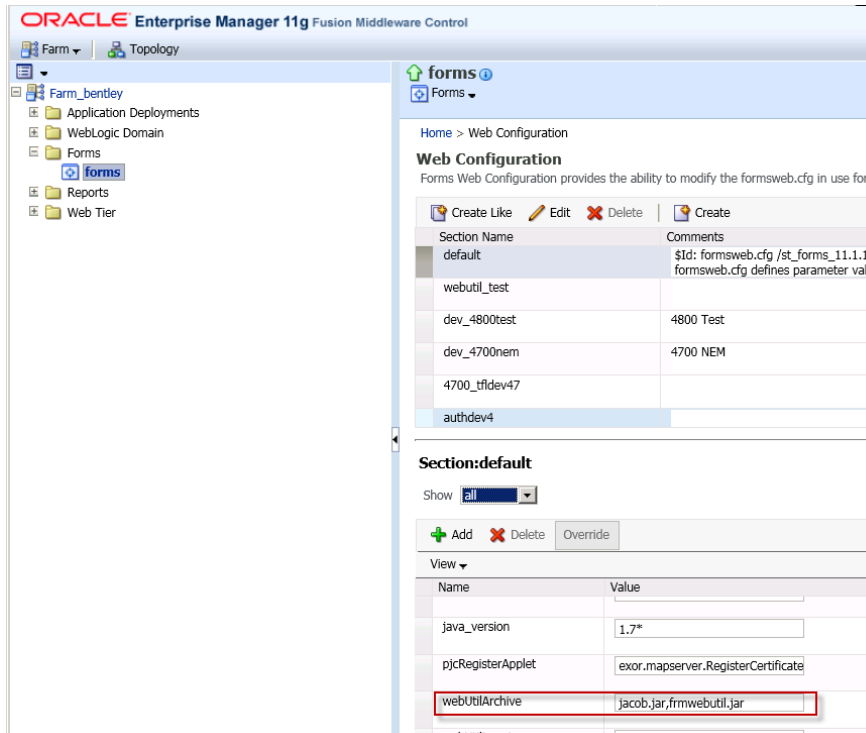 ORACLE Enterprise Manager 11g Fusion Middleware Control
Farm Topology
Farm_bentley
Application Deployments
WebLogic Domain
Forms
forms
Reports
Web Tier
forms
Forms
Home > Web Configuration
Web Configuration
Forms Web Configuration provides the ability to modify the formsweb.cfg in use for
Create Like Edit Delete Create
Section Name Comments
default $Id: formsweb.cfg /st_forms_11.1.1
formsweb.cfg defines parameter val
webutil_test
dev_4800test 4800 Test
dev_4700nem 4700 NEM
4700_tfldev47
authdev4
Section:default
Show all
Add Delete Override
View
Name Value
java_version 1.7*
pjcRegisterApplet exor.mapserver.RegisterCertificate
webUtilArchive jacob.jar,frmwebutil.jar